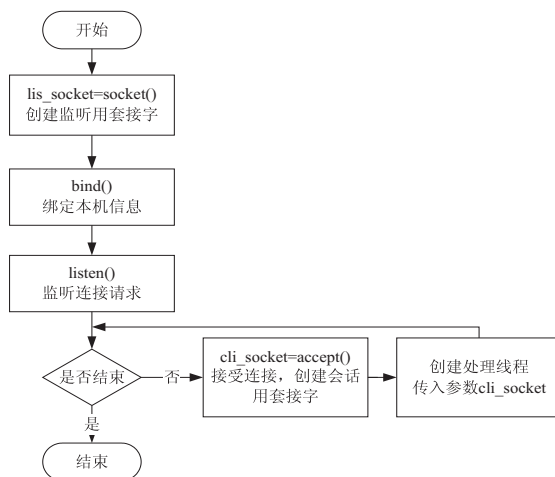 开始
lis_socket=socket()
创建监听用套接字
bind()
绑定本机信息
listen()
监听连接请求
是否结束
否
cli_socket=accept()
接受连接，创建会话
用套接字
创建处理线程
传入参数cli_socket
是
结束